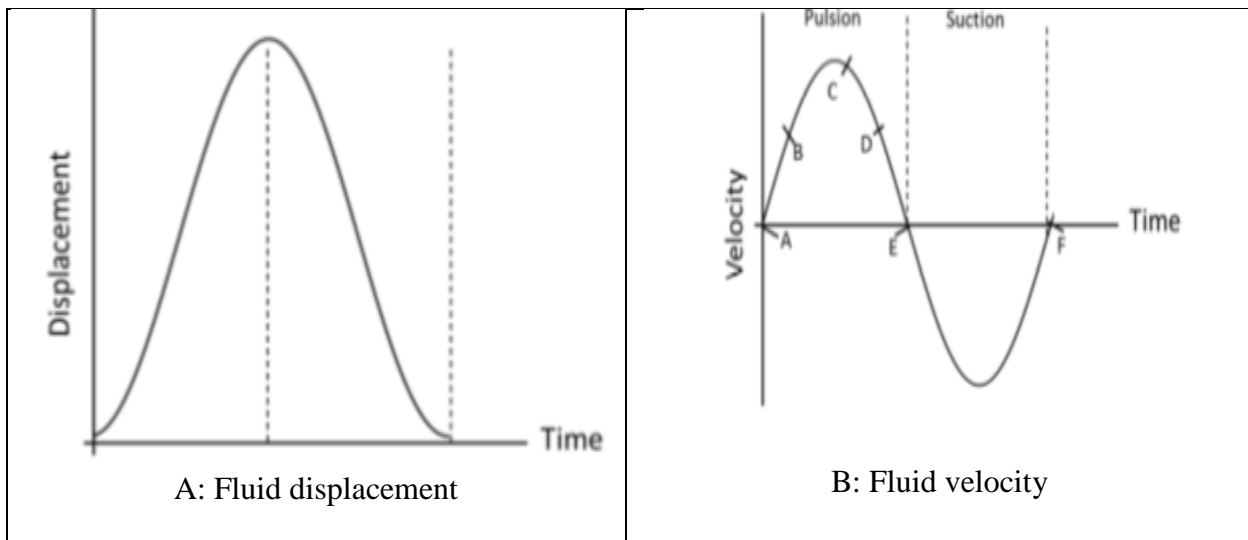 Displacement
Time
A: Fluid displacement
Pulsion
Suction
Velocity
C
B
D
A
E
F
Time
B: Fluid velocity